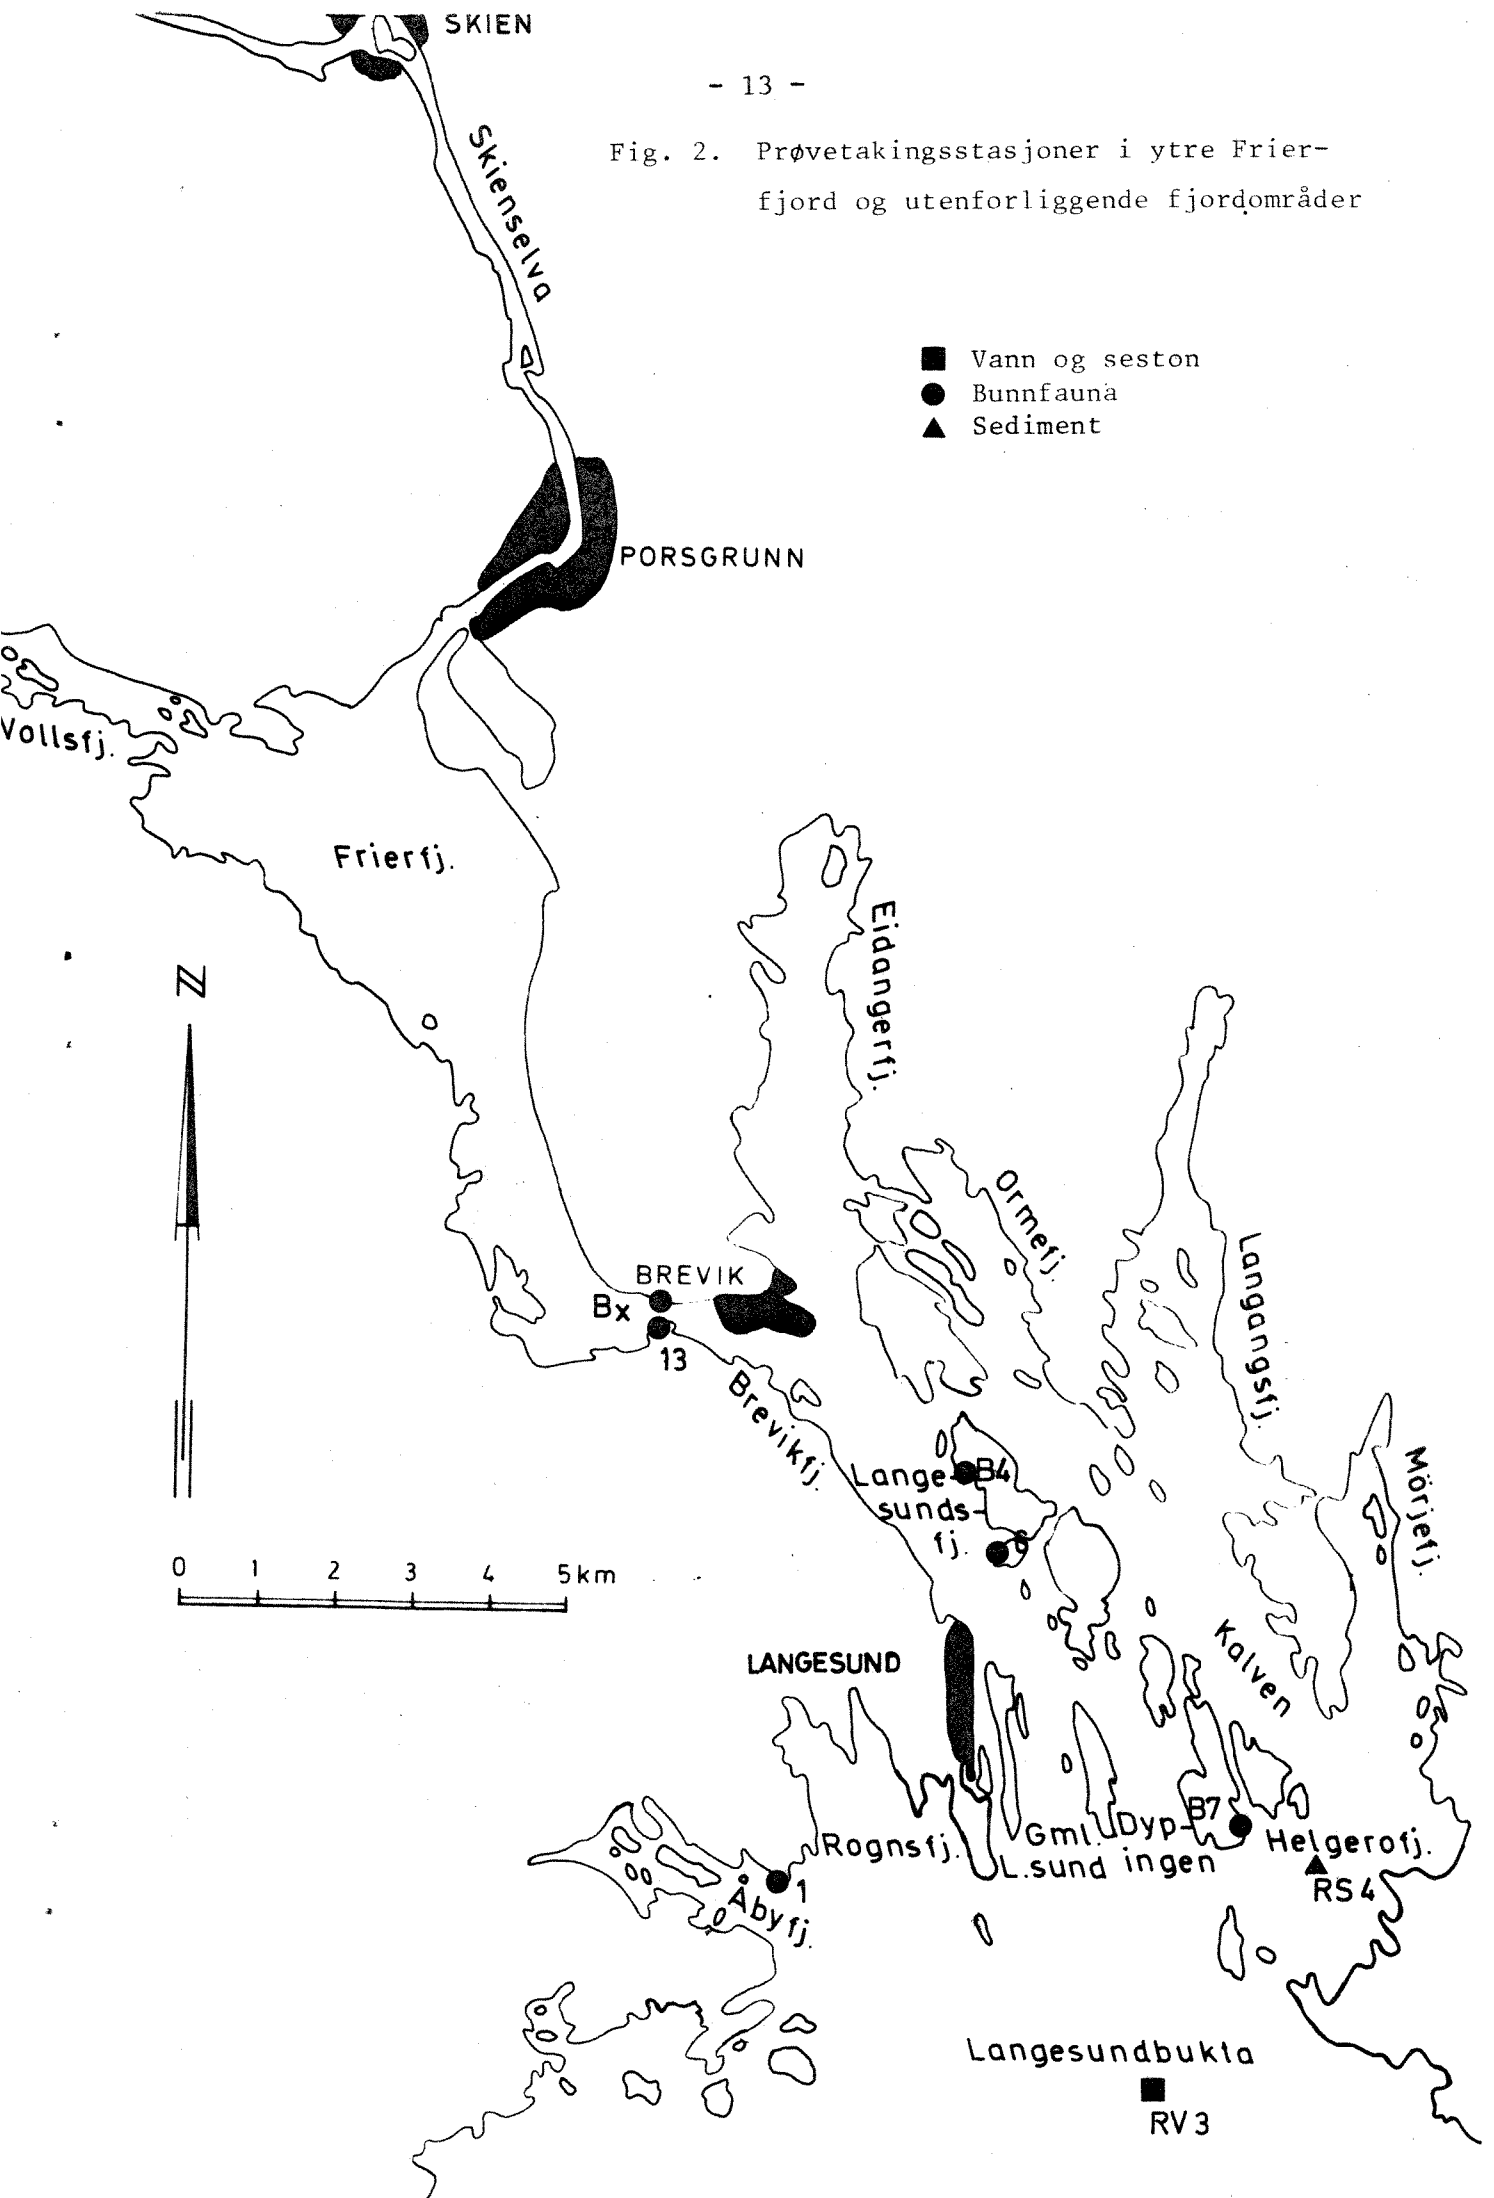 SKIEN
- 13 -
Fig. 2. Prøvetakingsstasjoner i ytre Frier-
fjord og utenforliggende fjordområder
Skienselva
Vann og seston
Bunnfauna
Sediment
PORSGRUNN
Vollsfj.
Frierfj.
Eidangerfj.
N
Ormefj.
Langangsfj.
BREVIK
Bx
13
Brevikfj.
Mörjefj.
Lange-
B4
sunds-
fj.
6
0 1 2 3 4 5km
Kalven
LANGESUND
B7
Gml.
Dyp-
Rognsfj.
Helgerofj.
L.sund
ingen
1
RS4
Åbyfj.
Langesundbukta
RV3